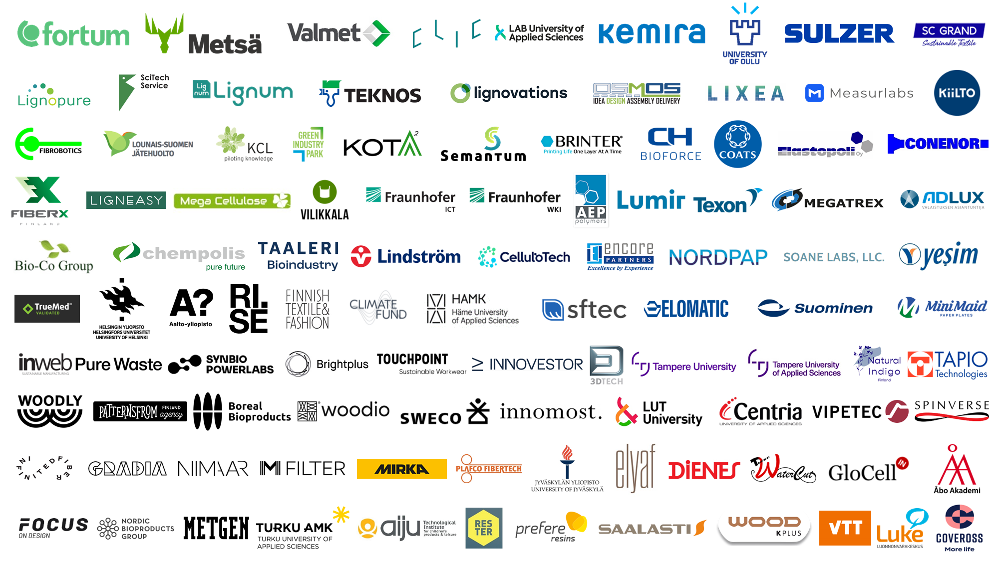 fortum
Metsä
Valmet
CLIC
LAB University of
Applied Sciences
Kemira
UNIVERSITY
OF OULU
SULZER
SC GRAND
Sustainable Textile
Lignopure
SciTech
Service
Lig
num
Lignum
TEKNOS
lignovations
OSMOS
IDEA DESIGN ASSEMBLY DELIVERY
LIXEA
M Measurlabs
KiiLTO
FIBROBOTICS
LOUNAIS-SUOMEN
JÄTEHUOLTO
KCL
piloting knowledge
GREEN
INDUSTRY
PARK
KOTA 2
Semantum
BRINTER®
Printing Life One Layer At A Time
CH
BIOFORCE
COATS
Elastopoli Oy
CONENOR
FIBERX
FINLAND
LIGNEASY
Mega Cellulose
VILIKKALA
Fraunhofer
ICT
Fraunhofer
WKI
AEP
polymers
Lumir
Texon
MEGATREX
ADLUX
VALAISTUKSEN ASIANTUNTIJA
Bio-Co Group
chempolis
pure future
TAALERI
Bioindustry
Lindström
CelluloTech
encore
PARTNERS
Excellence by Experience
NORDPAP
SOANE LABS, LLC.
yeşim
TrueMed®
VALIDATED
HELSINGIN YLIOPISTO
HELSINGFORS UNIVERSITET
UNIVERSITY OF HELSINKI
A?
Aalto-yliopisto
RI.
SE
FINNISH
TEXTILE&
FASHION
CLIMATE
FUND
HAMK
Häme University
of Applied Sciences
sftec
ELOMATIC
Suominen
MiniMaid
PAPER PLATES
inweb
SUSTAINABLE MANUFACTURING
Pure Waste
SYNBIO
POWERLABS
Brightplus
TOUCHPOINT
Sustainable Workwear
≥ INNOVESTOR
3DTECH
Tampere University
Tampere University
of Applied Sciences
Natural
Indigo
Finland
TAPIO
Technologies
WOODLY
PATTERNSFROM FINLAND
agency
Boreal
Bioproducts
woodio
SWECO
innomost.
LUT
University
Centria
UNIVERSITY OF APPLIED SCIENCES
VIPETEC
SPINVERSE
INFINITED FIBER
GRADIA
NIMAAR
M FILTER
MIRKA
PLAFCO FIBERTECH
JYVÄSKYLÄN YLIOPISTO
UNIVERSITY OF JYVÄSKYLÄ
elyaf
DiENES
WaterCut
GloCell IN
Åbo Akademi
FOCUS
ON DESIGN
NORDIC
BIOPRODUCTS
GROUP
METGEN
TURKU AMK
TURKU UNIVERSITY OF
APPLIED SCIENCES
aiju
Technological
Institute
for children's
products & leisure
RES
TER
prefere
resins
SAALASTI
WOOD
KPLUS
VTT
Luke
LUONNONVARAKESKUS
COVEROSS
More life